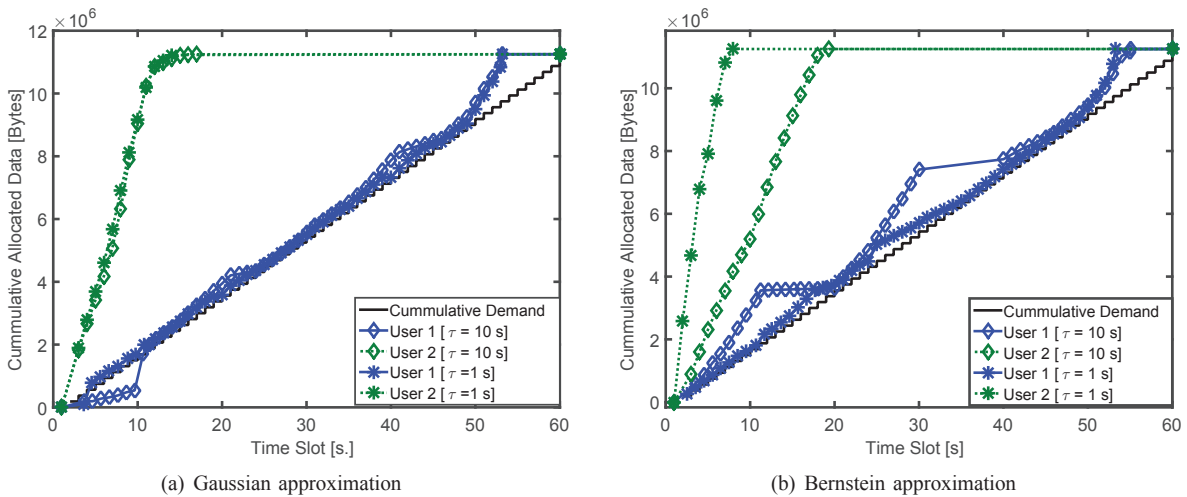 ×10⁶
12
10
8
6
4
2
0
Cumulative Allocated Data [Bytes]
0 10 20 30 40 50 60
Time Slot [s.]
Cummulative Demand
User 1 [ τ = 10 s]
User 2 [ τ = 10 s]
User 1 [ τ =1 s]
User 2 [ τ =1 s]
(a) Gaussian approximation
×10⁶
10
8
6
4
2
0
Cumulative Allocated Data [Bytes]
0 10 20 30 40 50 60
Time Slot [s]
Cummulative Demand
User 1 [ τ = 10 s]
User 2 [ τ = 10 s]
User 1 [ τ = 1 s]
User 2 [ τ = 1 s]
(b) Bernstein approximation